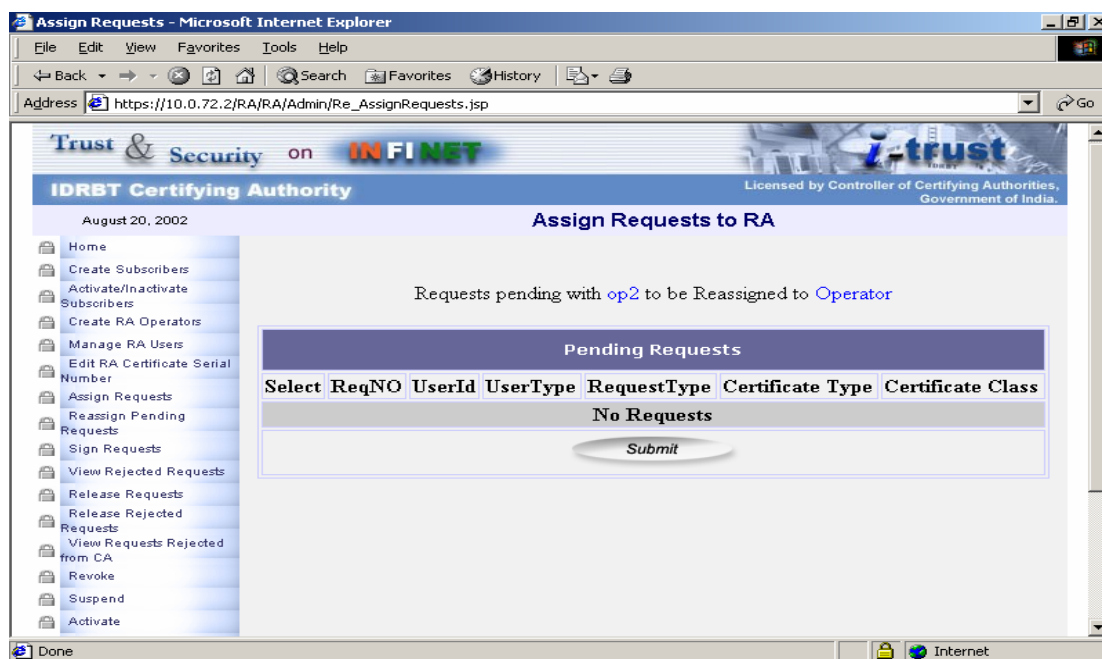 Assign Requests - Microsoft Internet Explorer
File Edit View Favorites Tools Help
Back Search Favorites History
Address https://10.0.72.2/RA/RA/Admin/Re_AssignRequests.jsp Go
Trust & Security on INFINET
i-trust
IDRBT
IDRBT Certifying Authority
Licensed by Controller of Certifying Authorities,
Government of India.
August 20, 2002
Assign Requests to RA
Home
Create Subscribers
Activate/Inactivate
Subscribers
Create RA Operators
Manage RA Users
Edit RA Certificate Serial
Number
Assign Requests
Reassign Pending
Requests
Sign Requests
View Rejected Requests
Release Requests
Release Rejected
Requests
View Requests Rejected
from CA
Revoke
Suspend
Activate
Requests pending with op2 to be Reassigned to Operator
Pending Requests
Select ReqNO UserId UserType RequestType Certificate Type Certificate Class
No Requests
Submit
Done
Internet